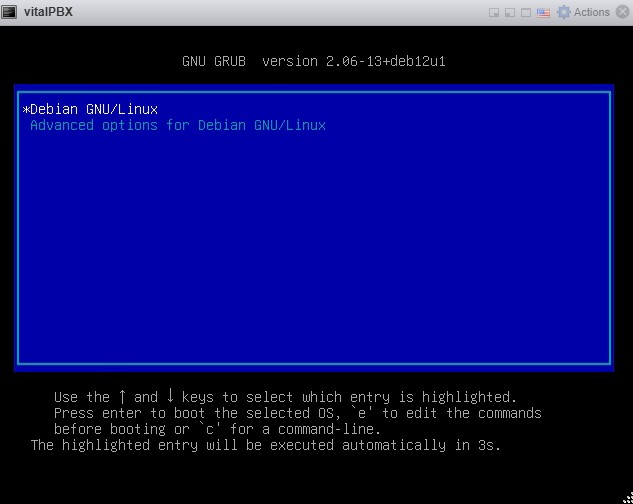 vitalPBX
Actions
GNU GRUB version 2.06-13+deb12u1
*Debian GNU/Linux
Advanced options for Debian GNU/Linux
Use the ↑ and ↓ keys to select which entry is highlighted.
Press enter to boot the selected OS, `e' to edit the commands
before booting or `c' for a command-line.
The highlighted entry will be executed automatically in 3s.